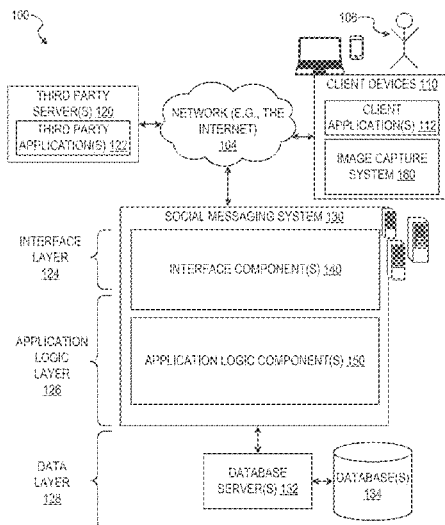 100
106
THIRD PARTY
SERVER(S) 120
THIRD PARTY
APPLICATION(S) 122
NETWORK (E.G., THE
INTERNET)
104
CLIENT DEVICES 110
CLIENT
APPLICATION(S) 112
IMAGE CAPTURE
SYSTEM 160
SOCIAL MESSAGING SYSTEM 130
INTERFACE
LAYER
124
INTERFACE COMPONENT(S) 140
APPLICATION
LOGIC
LAYER
126
APPLICATION LOGIC COMPONENT(S) 150
DATA
LAYER
128
DATABASE
SERVER(S) 132
DATABASE(S)
134